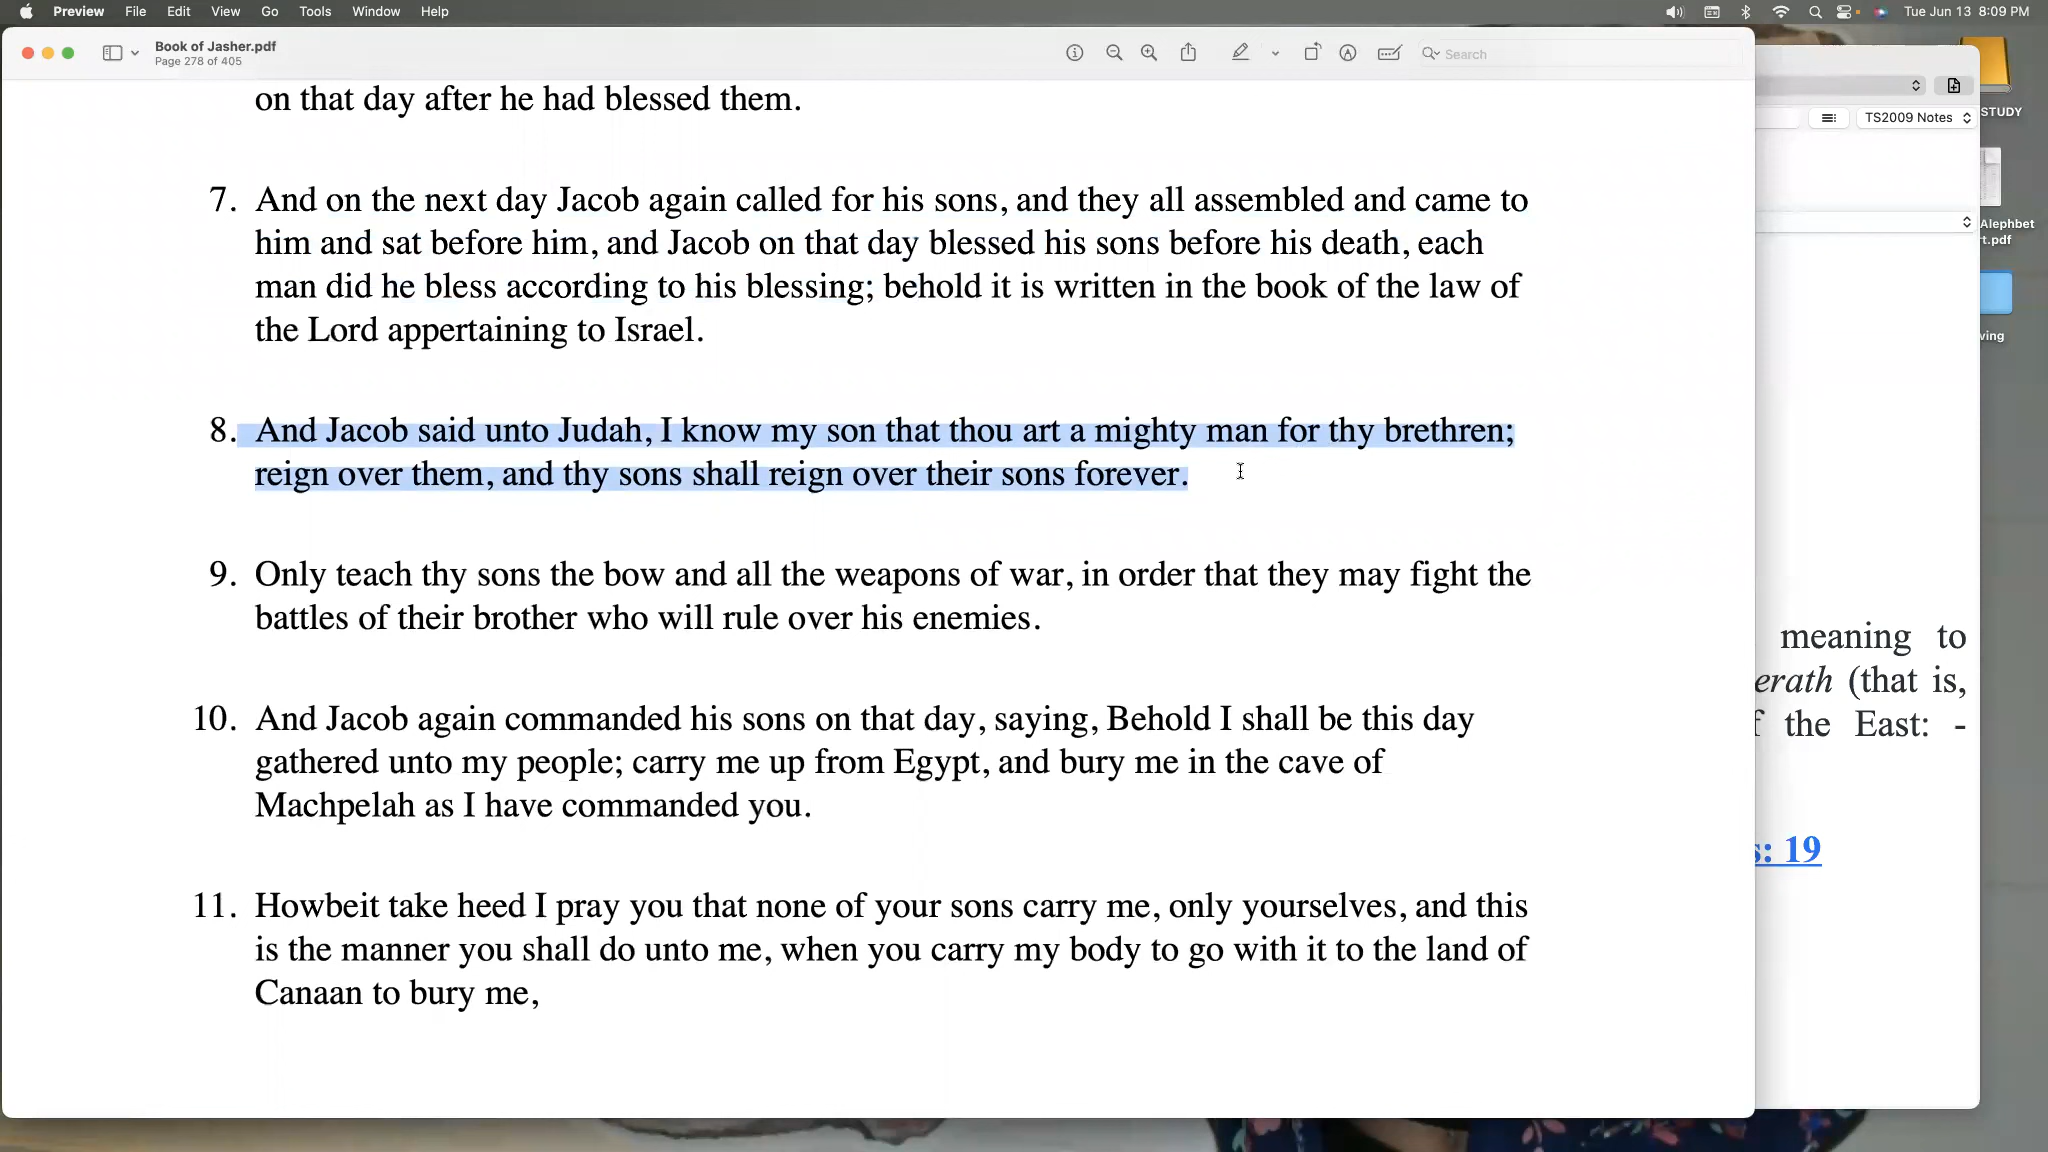 Preview File Edit View Go Tools Window Help Tue Jun 13 8:09 PM
Book of Jasher.pdf
Page 278 of 405
Search
on that day after he had blessed them.
7. And on the next day Jacob again called for his sons, and they all assembled and came to
him and sat before him, and Jacob on that day blessed his sons before his death, each
man did he bless according to his blessing; behold it is written in the book of the law of
the Lord appertaining to Israel.
8. And Jacob said unto Judah, I know my son that thou art a mighty man for thy brethren;
reign over them, and thy sons shall reign over their sons forever.
9. Only teach thy sons the bow and all the weapons of war, in order that they may fight the
battles of their brother who will rule over his enemies.
10. And Jacob again commanded his sons on that day, saying, Behold I shall be this day
gathered unto my people; carry me up from Egypt, and bury me in the cave of
Machpelah as I have commanded you.
11. Howbeit take heed I pray you that none of your sons carry me, only yourselves, and this
is the manner you shall do unto me, when you carry my body to go with it to the land of
Canaan to bury me,
TS2009 Notes
STUDY
Alephbet
rt.pdf
ving
meaning to
erath (that is,
f the East: -
s: 19